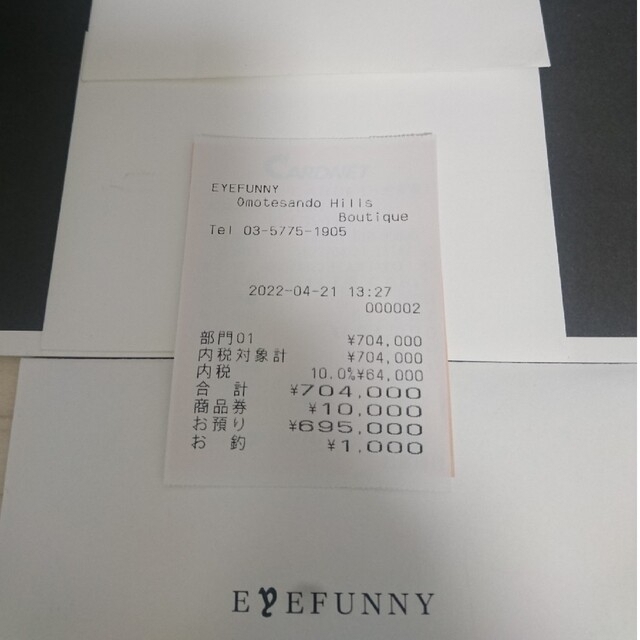 CARDNET
EYEFUNNY
Omotesando Hills
Boutique
Tel 03-5775-1905
2022-04-21 13:27
000002
部門01 ¥704,000
内税対象計 ¥704,000
内税 10.0%¥64,000
合 計 ¥704,000
商品券 ¥10,000
お預り ¥695,000
お 釣 ¥1,000
EYEFUNNY